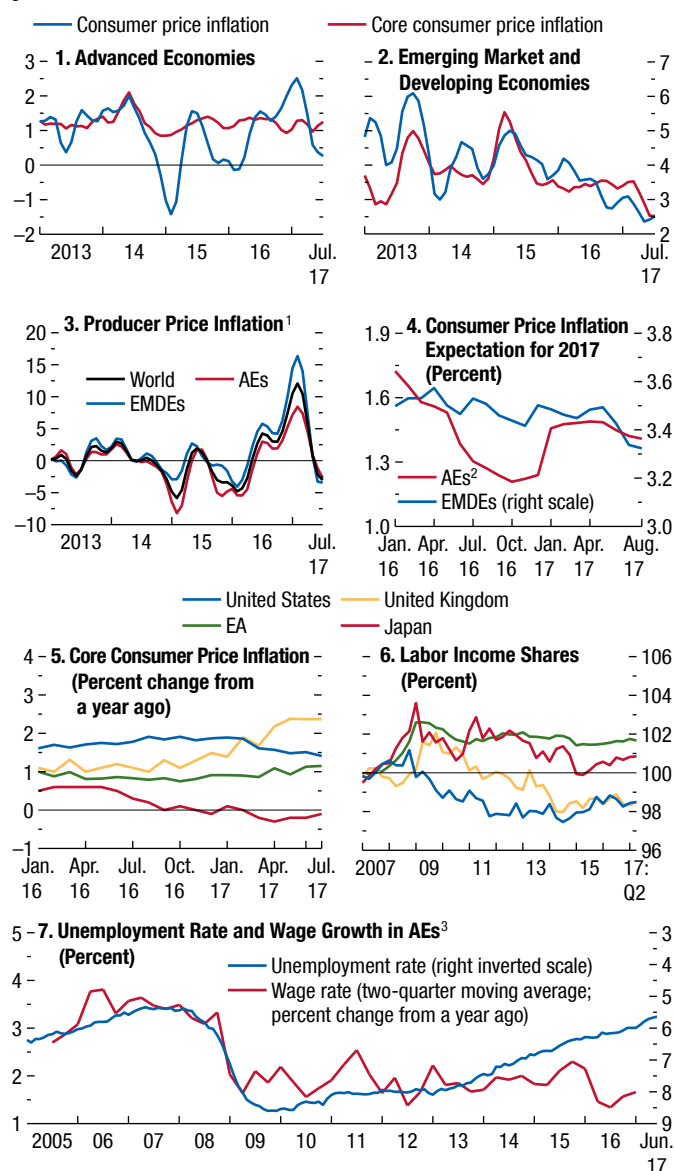 Consumer price inflation
Core consumer price inflation
1. Advanced Economies
3
2
1
0
–1
–2
2013 14 15 16 Jul.
17
2. Emerging Market and
Developing Economies
7
6
5
4
3
2
2013 14 15 16 Jul.
17
3. Producer Price Inflation1
World
AEs
EMDEs
20
15
10
5
0
–5
–10
2013 14 15 16 Jul.
17
4. Consumer Price Inflation
Expectation for 2017
(Percent)
AEs2
EMDEs (right scale)
1.9
1.6
1.3
1.0
3.8
3.6
3.4
3.2
3.0
Jan. Apr. Jul. Oct. Jan. Apr. Aug.
16 16 16 16 17 17 17
United States
United Kingdom
EA
Japan
5. Core Consumer Price Inflation
(Percent change from
a year ago)
4
3
2
1
0
–1
Jan. Apr. Jul. Oct. Jan. Apr. Jul.
16 16 16 16 17 17 17
6. Labor Income Shares
(Percent)
106
104
102
100
98
96
2007 09 11 13 15 17:
Q2
7. Unemployment Rate and Wage Growth in AEs3
(Percent)
Unemployment rate (right inverted scale)
Wage rate (two-quarter moving average;
percent change from a year ago)
5
4
3
2
1
3
4
5
6
7
8
9
2005 06 07 08 09 10 11 12 13 14 15 16 Jun.
17